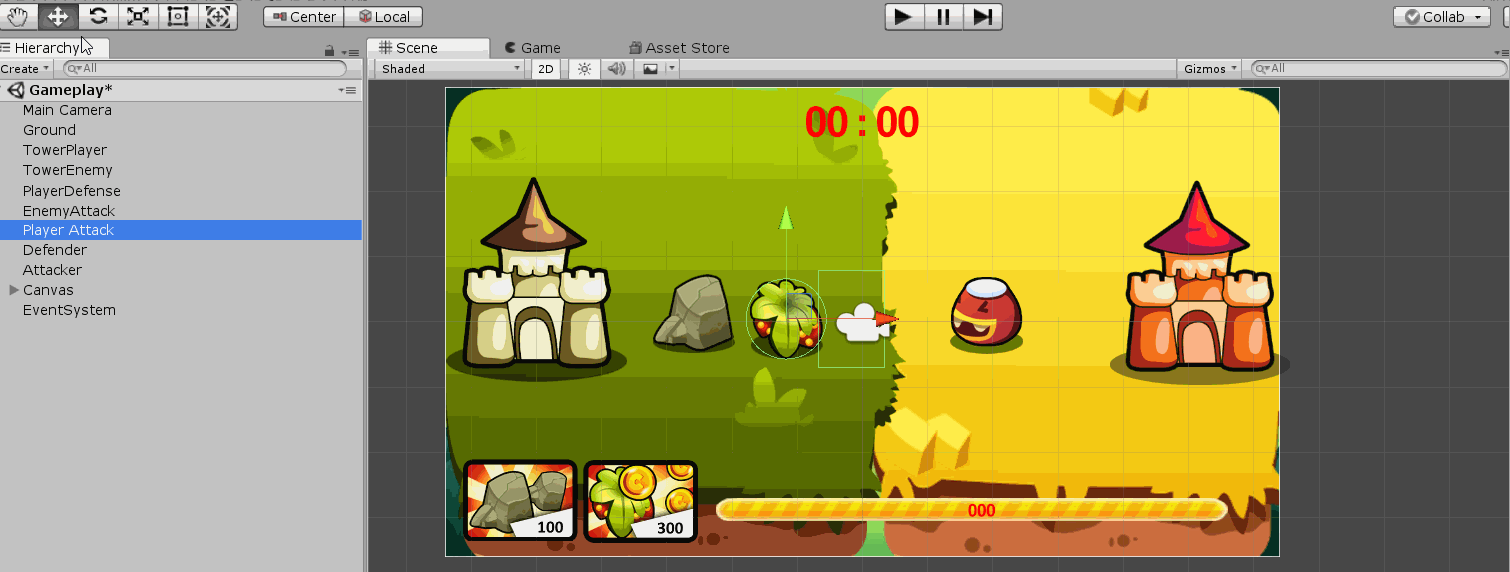 Center Local Collab
Hierarchy Scene Game Asset Store
Create All Shaded 2D Gizmos All
Gameplay*
Main Camera
Ground
TowerPlayer
TowerEnemy
PlayerDefense
EnemyAttack
Player Attack
Defender
Attacker
Canvas
EventSystem
00 : 00
100 300
000